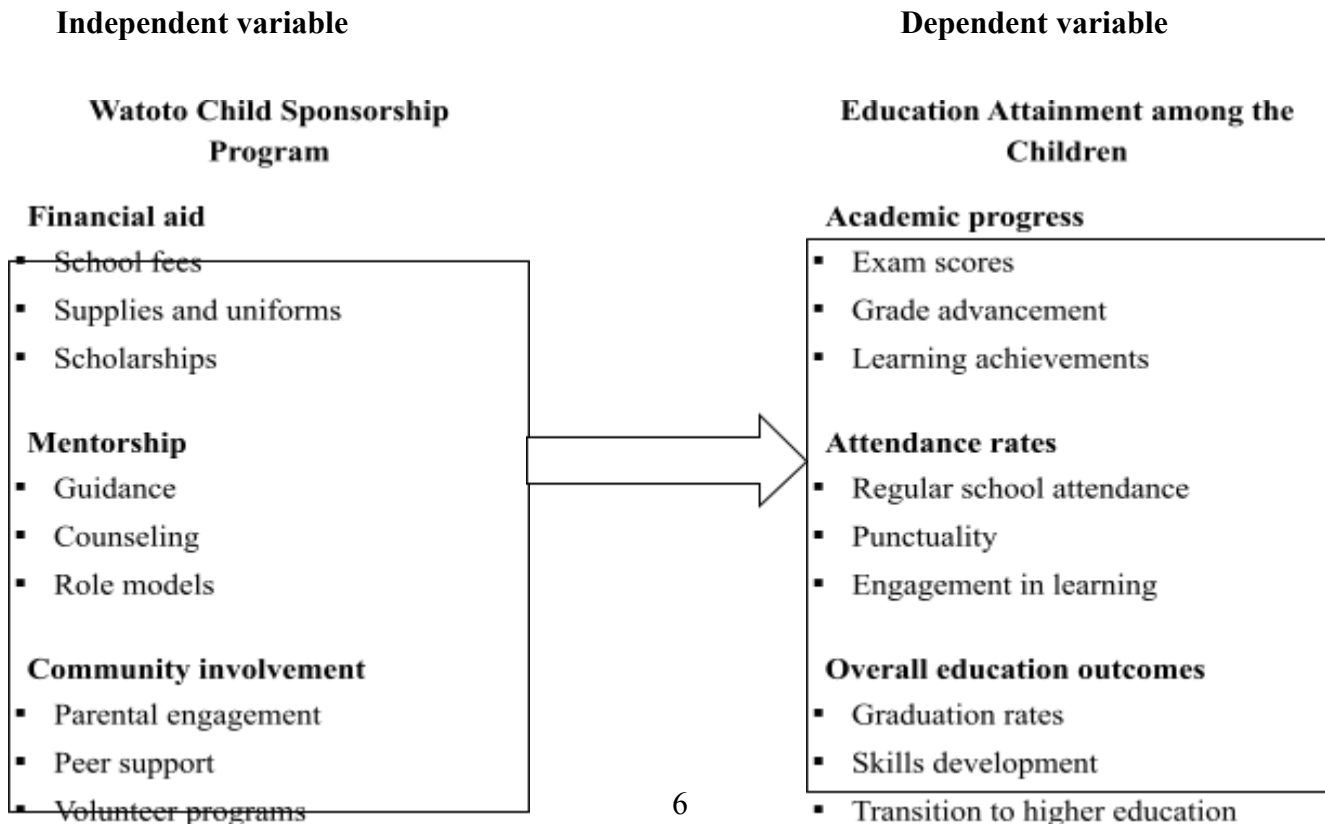 Independent variable
Dependent variable
Watoto Child Sponsorship
Program
Education Attainment among the
Children
Financial aid
▪ School fees
▪ Supplies and uniforms
▪ Scholarships
Mentorship
▪ Guidance
▪ Counseling
▪ Role models
Community involvement
▪ Parental engagement
▪ Peer support
▪ Volunteer programs
Academic progress
▪ Exam scores
▪ Grade advancement
▪ Learning achievements
Attendance rates
▪ Regular school attendance
▪ Punctuality
▪ Engagement in learning
Overall education outcomes
▪ Graduation rates
▪ Skills development
▪ Transition to higher education
6